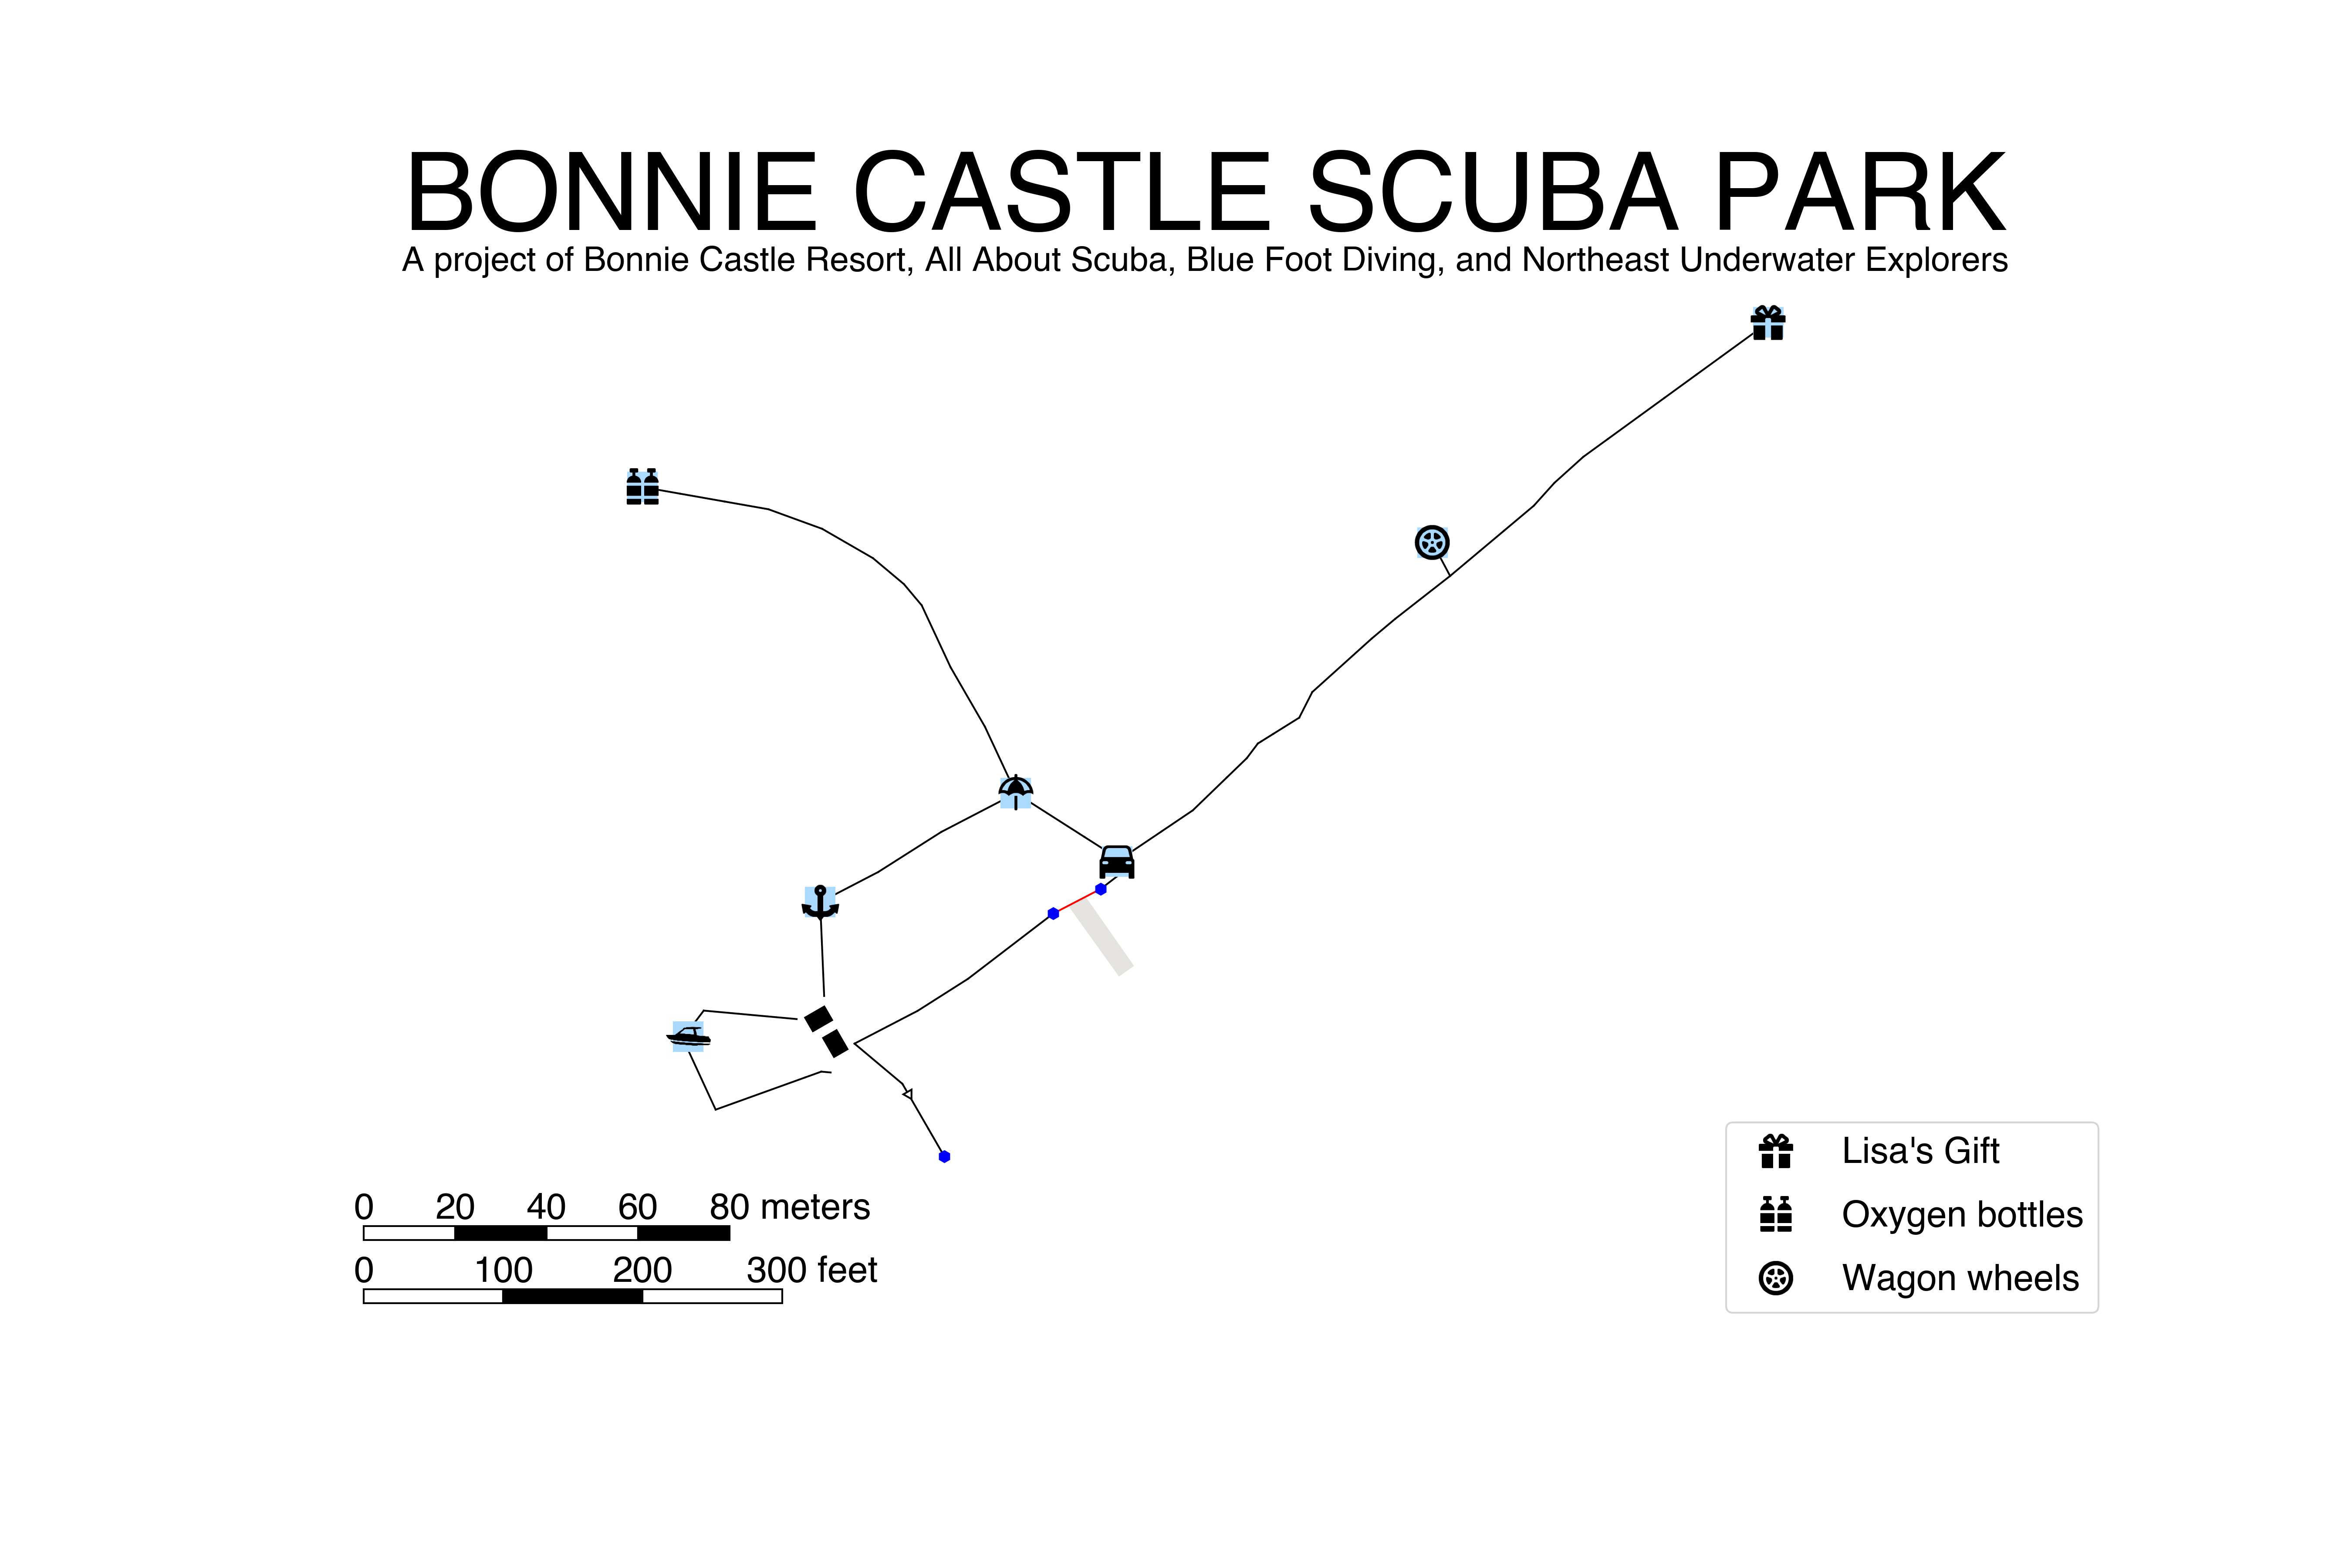 BONNIE CASTLE SCUBA PARK
A project of Bonnie Castle Resort, All About Scuba, Blue Foot Diving, and Northeast Underwater Explorers
0 20 40 60 80 meters
0 100 200 300 feet
Lisa's Gift
Oxygen bottles
Wagon wheels